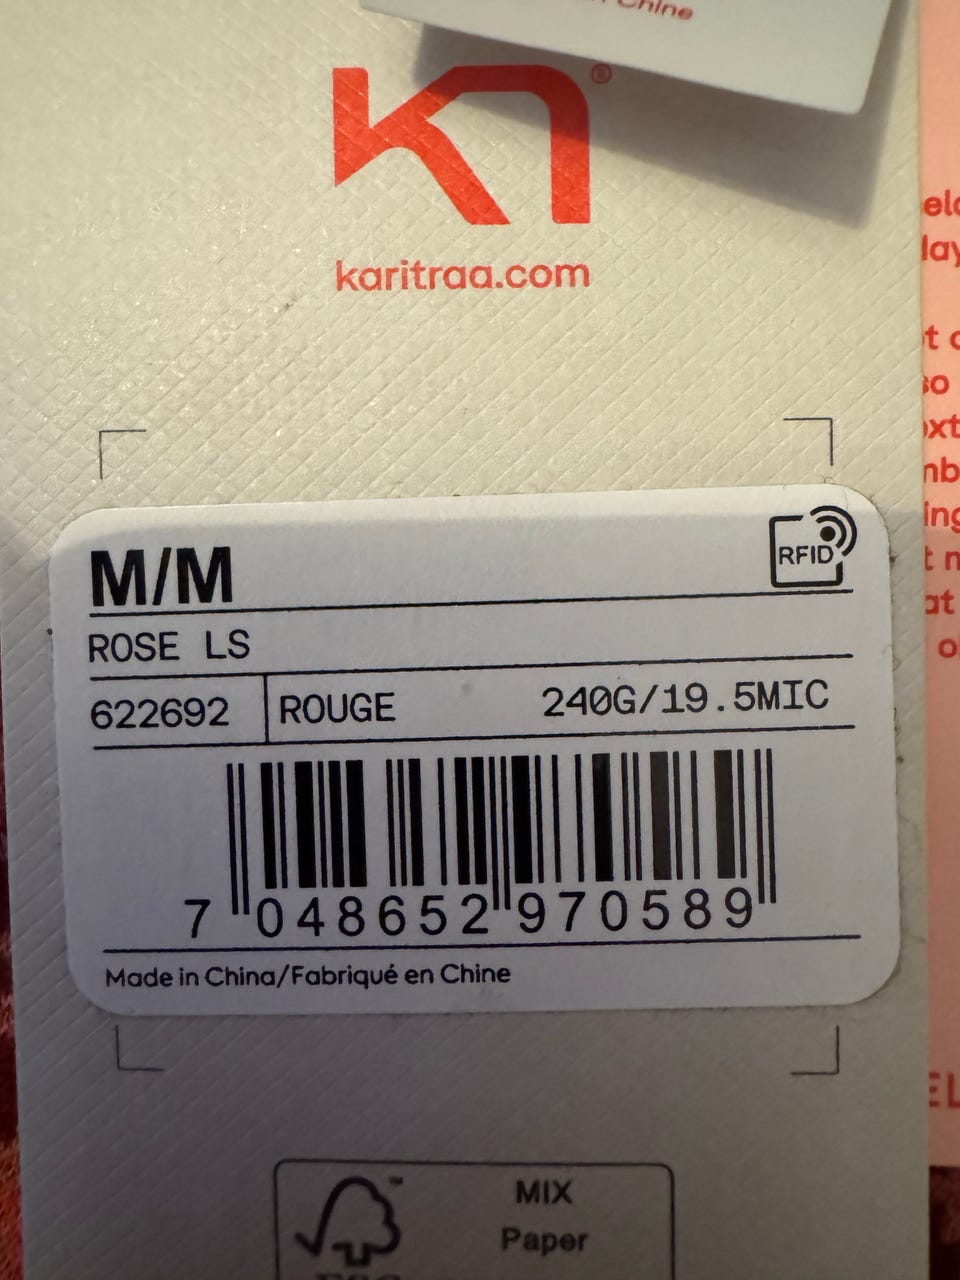 Chine
®
karitraa.com
M/M
RFID
ROSE LS
622692 ROUGE 240G/19.5MIC
7 048652 970589
Made in China/Fabriqué en Chine
™
MIX
Paper